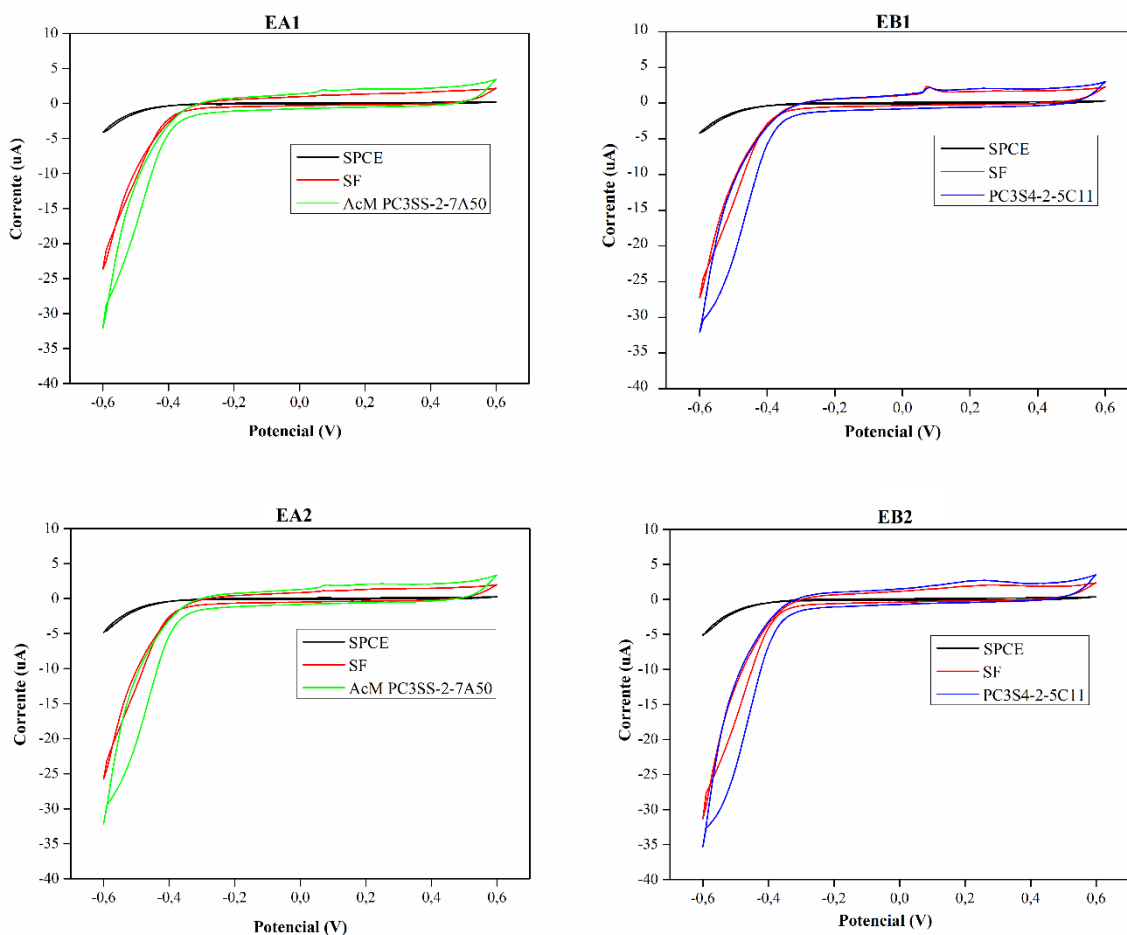 EA1
10
5
0
-5
-10
-15
-20
-25
-30
-35
-40
Corrente (uA)
SPCE
SF
AcM PC3SS-2-7A50
-0,6 -0,4 -0,2 0,0 0,2 0,4 0,6
Potencial (V)
EB1
10
5
0
-5
-10
-15
-20
-25
-30
-35
-40
Corrente (uA)
SPCE
SF
PC3S4-2-5C11
-0,6 -0,4 -0,2 0,0 0,2 0,4 0,6
Potencial (V)
EA2
10
5
0
-5
-10
-15
-20
-25
-30
-35
-40
Corrente (uA)
SPCE
SF
AcM PC3SS-2-7A50
-0,6 -0,4 -0,2 0,0 0,2 0,4 0,6
Potencial (V)
EB2
10
5
0
-5
-10
-15
-20
-25
-30
-35
-40
Corrente (uA)
SPCE
SF
PC3S4-2-5C11
-0,6 -0,4 -0,2 0,0 0,2 0,4 0,6
Potencial (V)